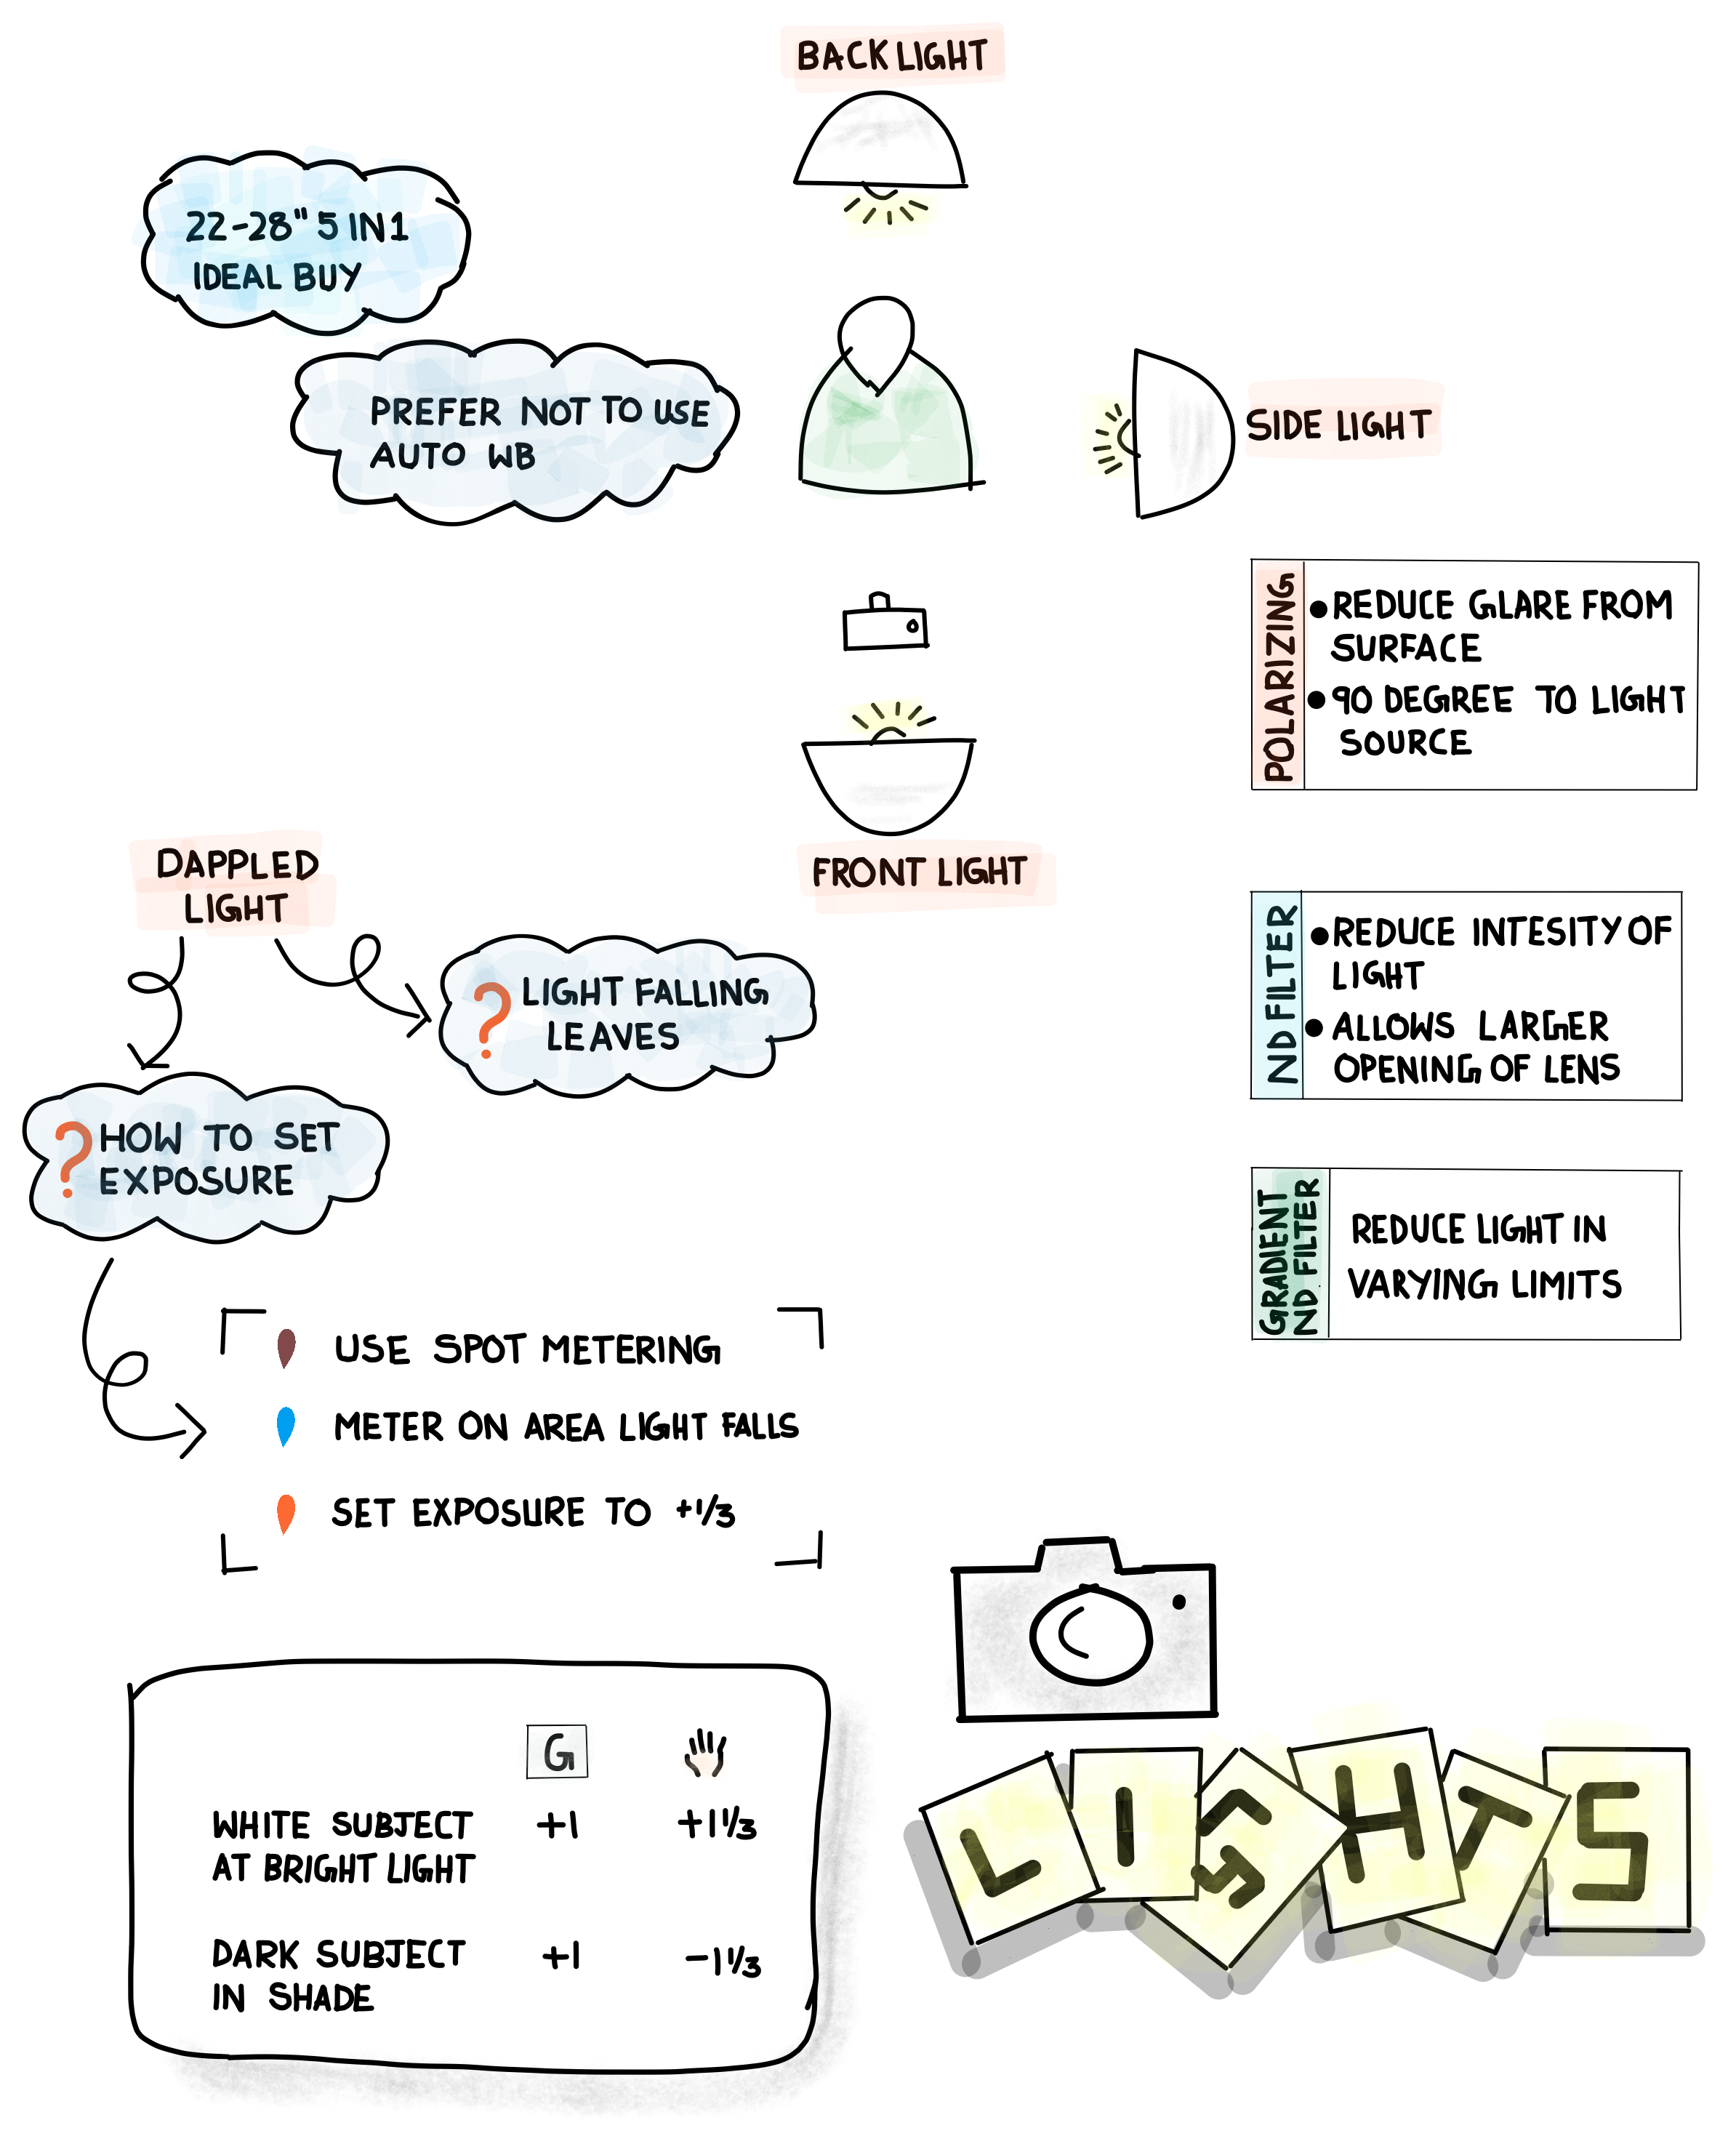 BACK LIGHT
22-28" 5 IN 1
IDEAL BUY
PREFER NOT TO USE
AUTO WB
SIDE LIGHT
POLARIZING
● REDUCE GLARE FROM
SURFACE
● 90 DEGREE TO LIGHT
SOURCE
FRONT LIGHT
DAPPLED
LIGHT
? LIGHT FALLING
LEAVES
? HOW TO SET
EXPOSURE
ND FILTER
● REDUCE INTESITY OF
LIGHT
● ALLOWS LARGER
OPENING OF LENS
GRADIENT
ND FILTER
REDUCE LIGHT IN
VARYING LIMITS
USE SPOT METERING
METER ON AREA LIGHT FALLS
SET EXPOSURE TO +1/3
G
WHITE SUBJECT +1 +1 1/3
AT BRIGHT LIGHT
DARK SUBJECT +1 -1 1/3
IN SHADE
LIGHTS